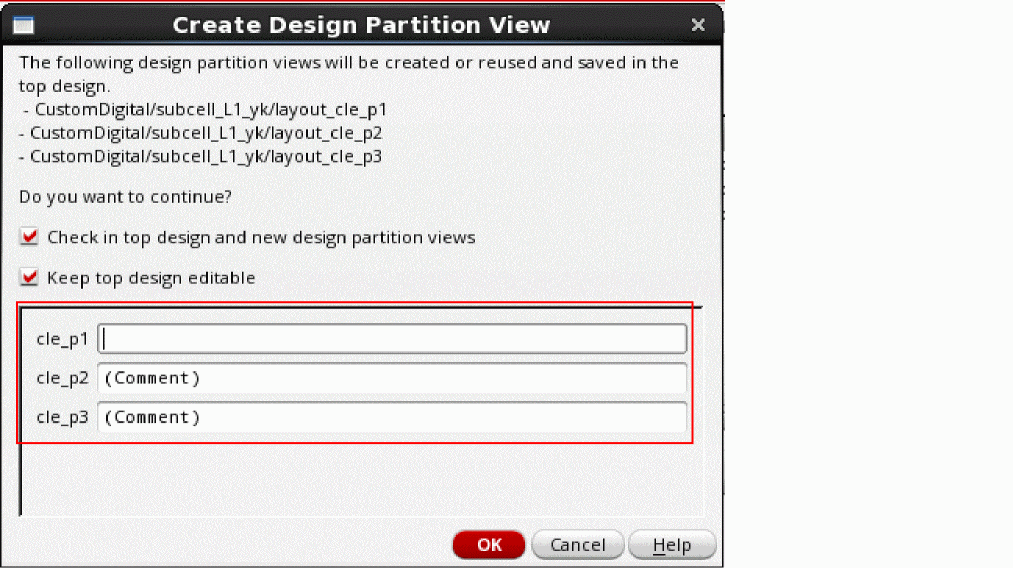 Create Design Partition View
The following design partition views will be created or reused and saved in the
top design.
- CustomDigital/subcell_L1_yk/layout_cle_p1
- CustomDigital/subcell_L1_yk/layout_cle_p2
- CustomDigital/subcell_L1_yk/layout_cle_p3
Do you want to continue?
Check in top design and new design partition views
Keep top design editable
cle_p1
cle_p2 (Comment)
cle_p3 (Comment)
OK Cancel Help